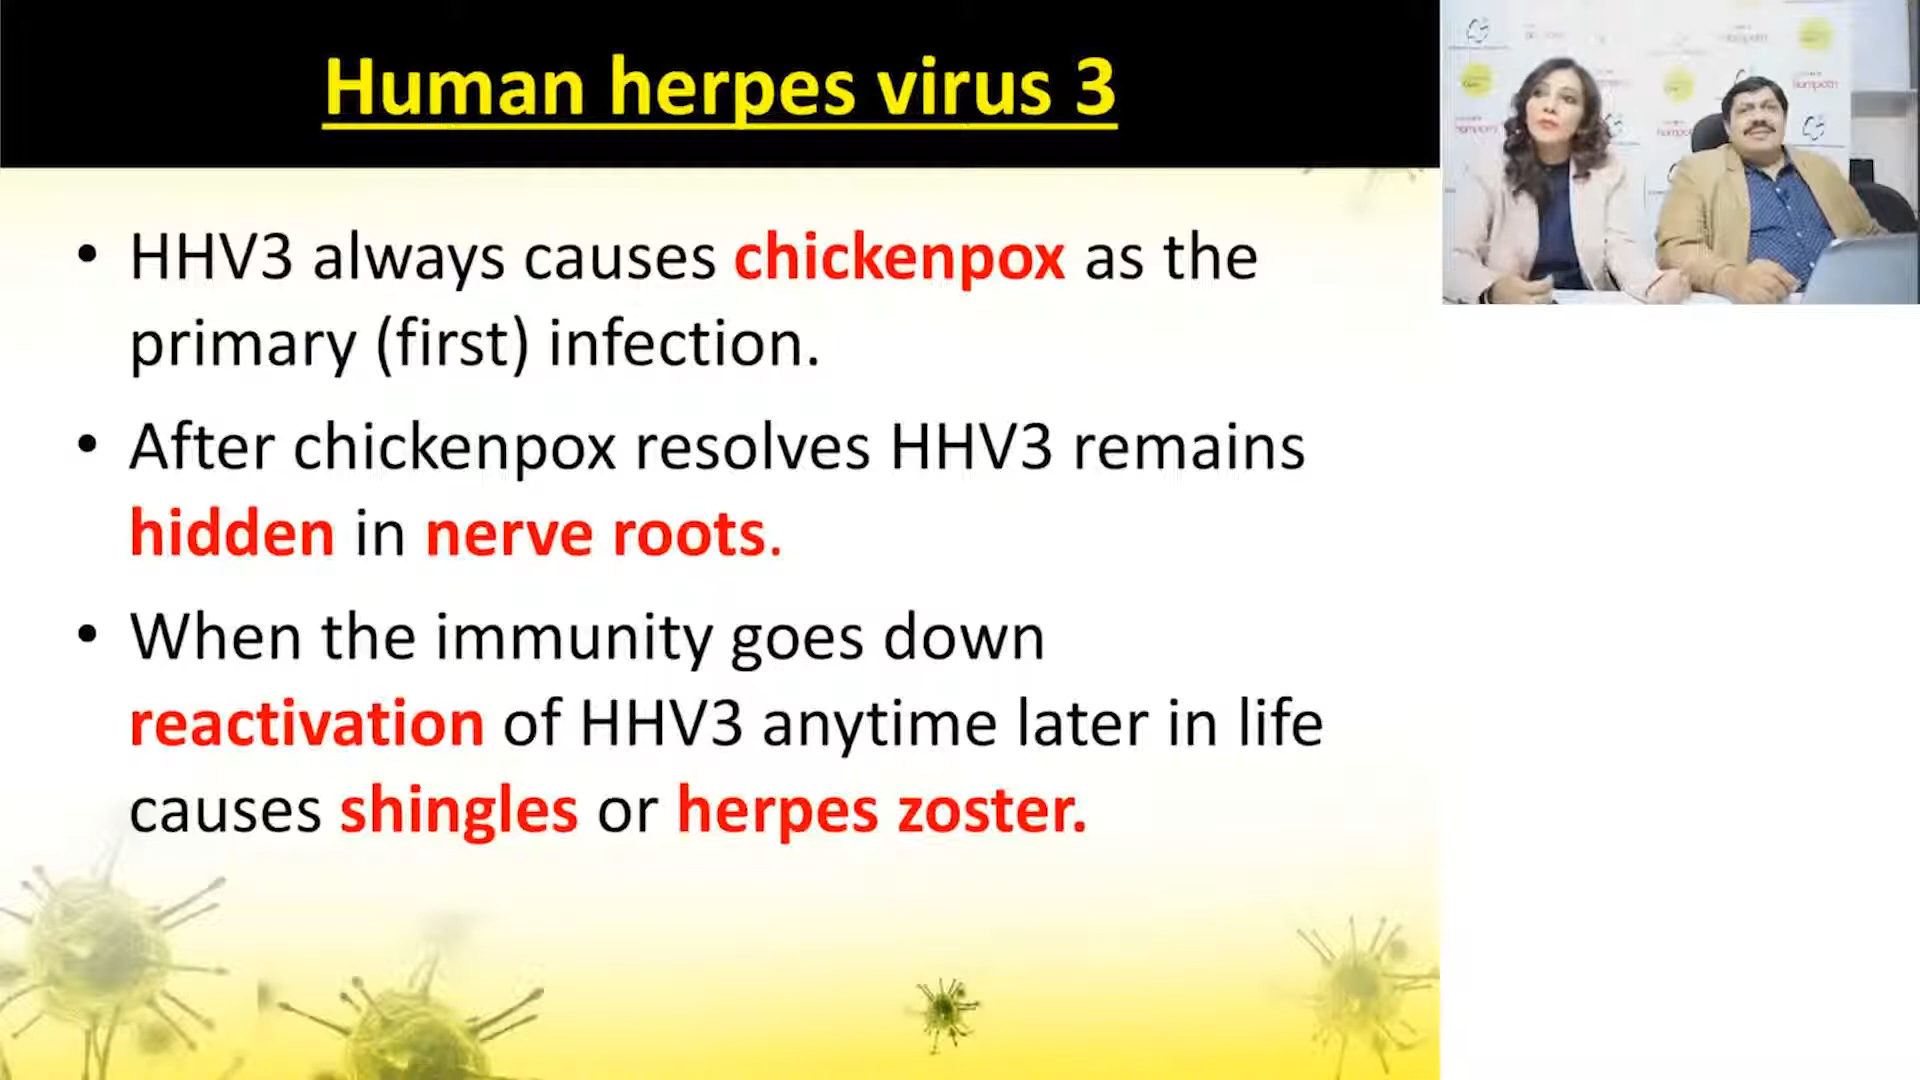 Human herpes virus 3
• HHV3 always causes chickenpox as the
primary (first) infection.
• After chickenpox resolves HHV3 remains
hidden in nerve roots.
• When the immunity goes down
reactivation of HHV3 anytime later in life
causes shingles or herpes zoster.